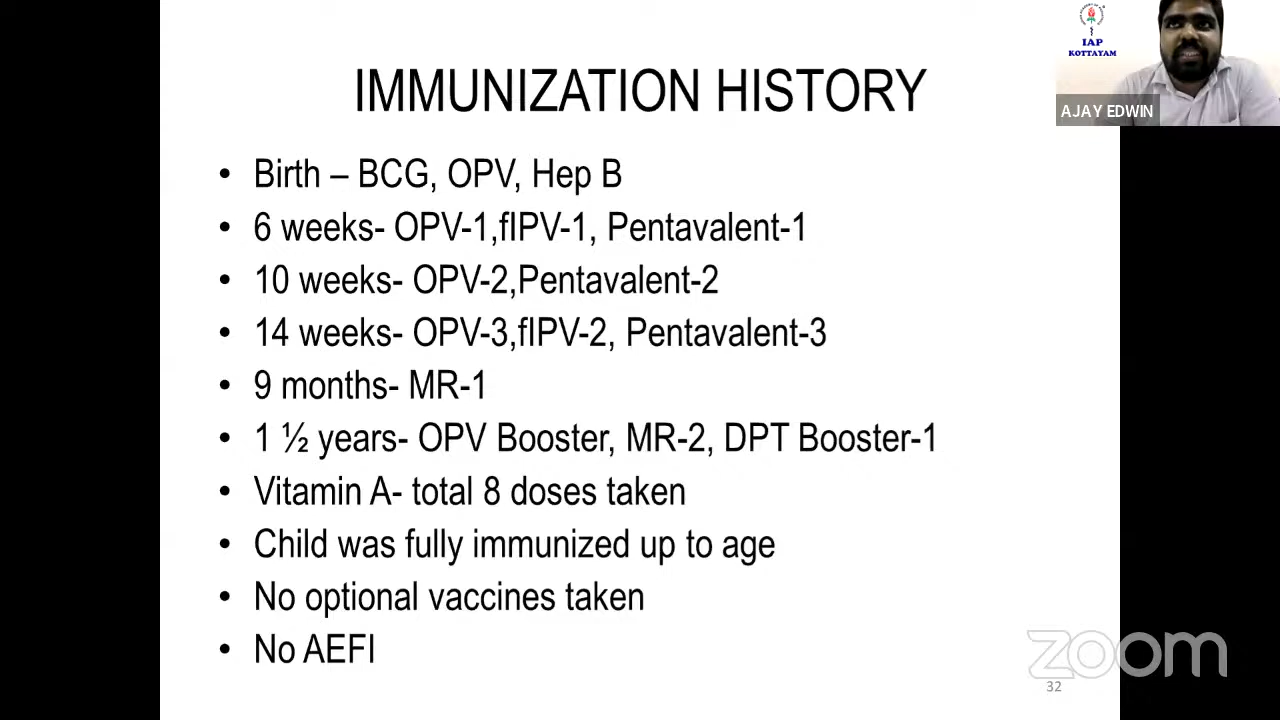 IAP
KOTTAYAM
AJAY EDWIN
IMMUNIZATION HISTORY
• Birth – BCG, OPV, Hep B
• 6 weeks- OPV-1,fIPV-1, Pentavalent-1
• 10 weeks- OPV-2,Pentavalent-2
• 14 weeks- OPV-3,fIPV-2, Pentavalent-3
• 9 months- MR-1
• 1 ½ years- OPV Booster, MR-2, DPT Booster-1
• Vitamin A- total 8 doses taken
• Child was fully immunized up to age
• No optional vaccines taken
• No AEFI
zoom
32